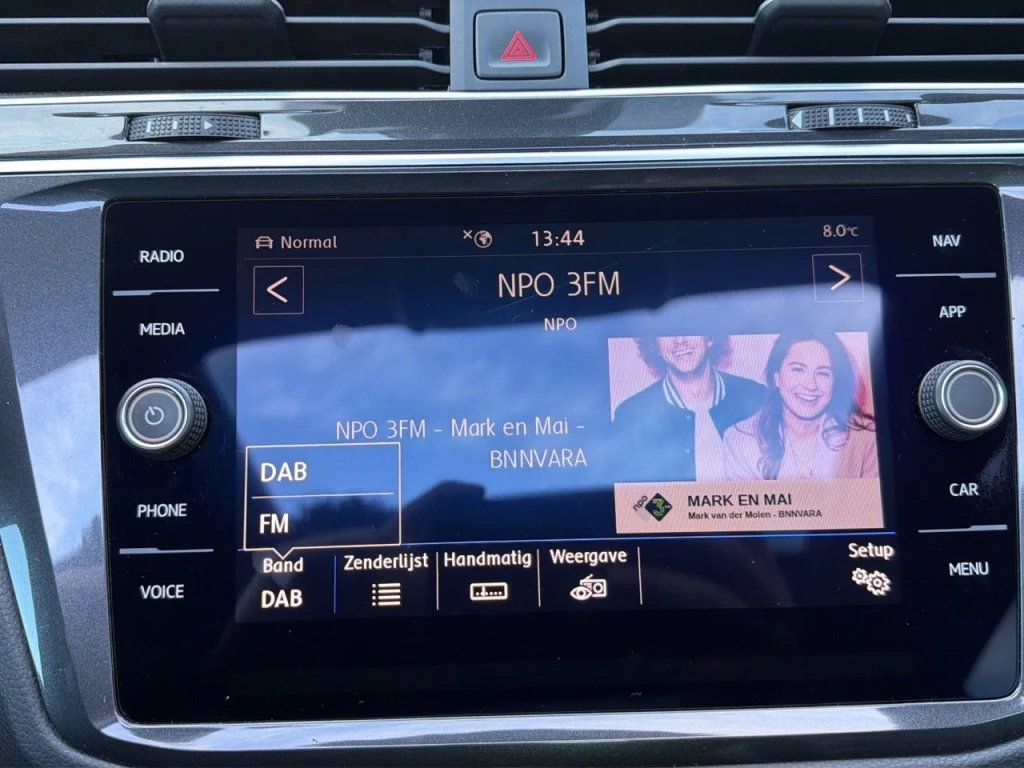 RADIO
MEDIA
PHONE
VOICE
Normal
13:44
8.0°C
<
NPO 3FM
>
NPO
NPO 3FM - Mark en Mai -
BNNVARA
npo
3FM
MARK EN MAI
Mark van der Molen - BNNVARA
DAB
FM
Band
DAB
Zenderlijst
Handmatig
Weergave
Setup
NAV
APP
CAR
MENU